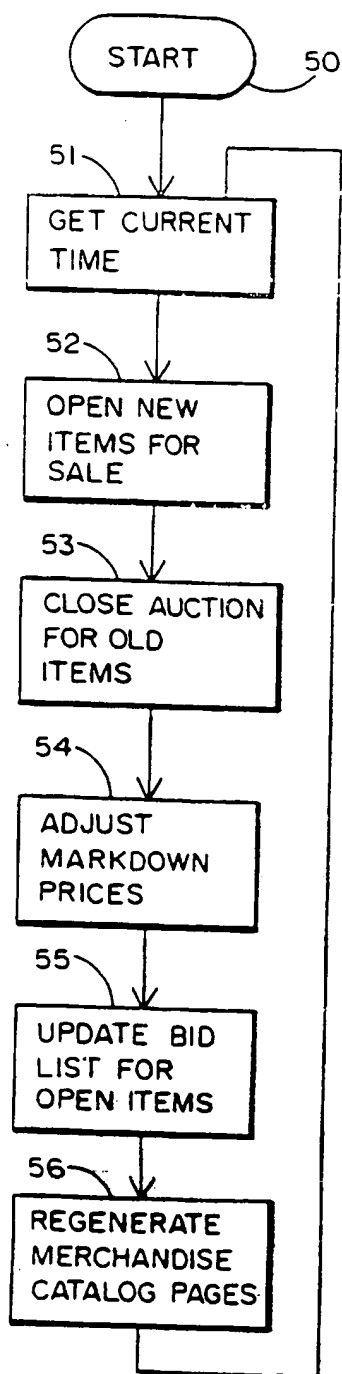 START
50
51
GET CURRENT
TIME
52
OPEN NEW
ITEMS FOR
SALE
53
CLOSE AUCTION
FOR OLD
ITEMS
54
ADJUST
MARKDOWN
PRICES
55
UPDATE BID
LIST FOR
OPEN ITEMS
56
REGENERATE
MERCHANDISE
CATALOG PAGES